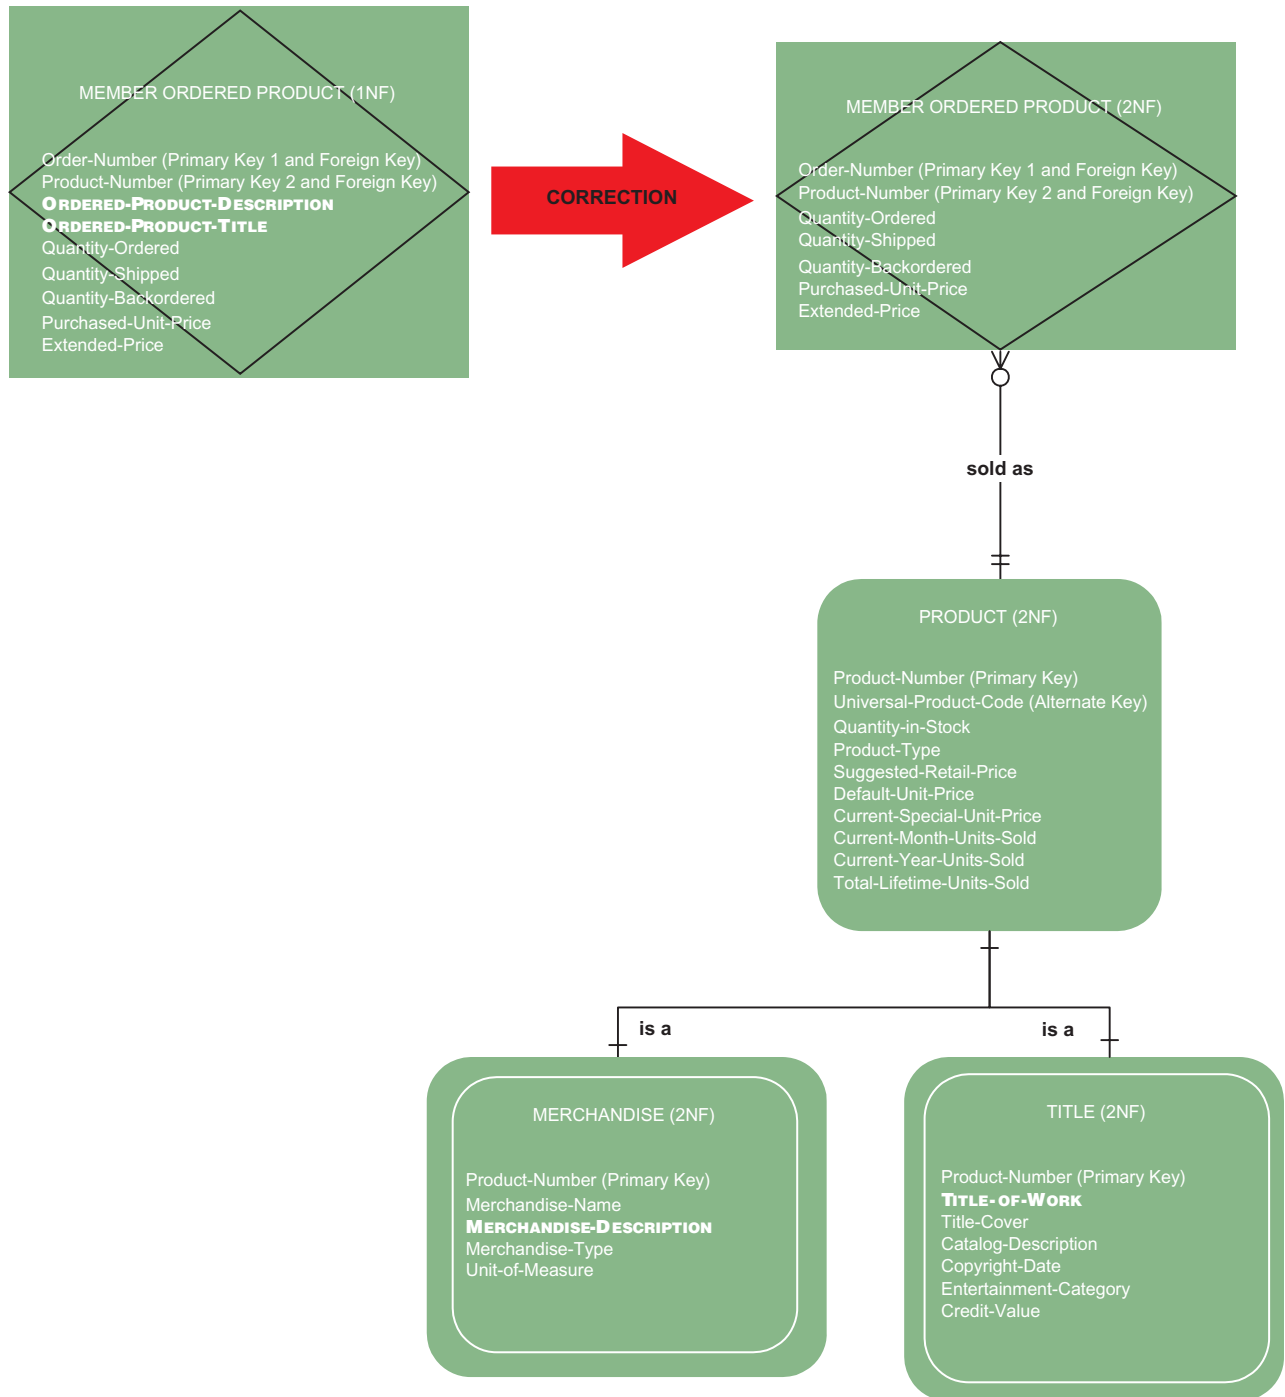 MEMBER ORDERED PRODUCT (1NF)
Order-Number (Primary Key 1 and Foreign Key)
Product-Number (Primary Key 2 and Foreign Key)
ORDERED-PRODUCT-DESCRIPTION
ORDERED-PRODUCT-TITLE
Quantity-Ordered
Quantity-Shipped
Quantity-Backordered
Purchased-Unit-Price
Extended-Price
CORRECTION
MEMBER ORDERED PRODUCT (2NF)
Order-Number (Primary Key 1 and Foreign Key)
Product-Number (Primary Key 2 and Foreign Key)
Quantity-Ordered
Quantity-Shipped
Quantity-Backordered
Purchased-Unit-Price
Extended-Price
sold as
PRODUCT (2NF)
Product-Number (Primary Key)
Universal-Product-Code (Alternate Key)
Quantity-in-Stock
Product-Type
Suggested-Retail-Price
Default-Unit-Price
Current-Special-Unit-Price
Current-Month-Units-Sold
Current-Year-Units-Sold
Total-Lifetime-Units-Sold
is a
is a
MERCHANDISE (2NF)
Product-Number (Primary Key)
Merchandise-Name
MERCHANDISE-DESCRIPTION
Merchandise-Type
Unit-of-Measure
TITLE (2NF)
Product-Number (Primary Key)
TITLE-OF-WORK
Title-Cover
Catalog-Description
Copyright-Date
Entertainment-Category
Credit-Value